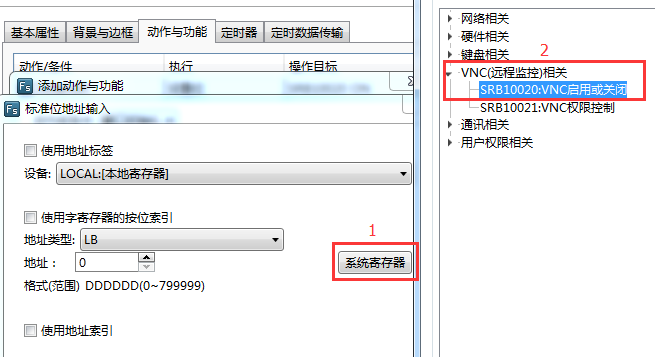 基本属性 背景与边框 动作与功能 定时器 定时数据传输
动作/条件 执行 操作目标
Fs 添加动作与功能
Fs 标准位地址输入
使用地址标签
设备: LOCAL:[本地寄存器]
使用字寄存器的按位索引
地址类型: LB
1
地址: 0
系统寄存器
格式(范围) DDDDDD(0~799999)
使用地址索引
网络相关
2
硬件相关
键盘相关
VNC(远程监控)相关
SRB10020:VNC启用或关闭
SRB10021:VNC权限控制
通讯相关
用户权限相关